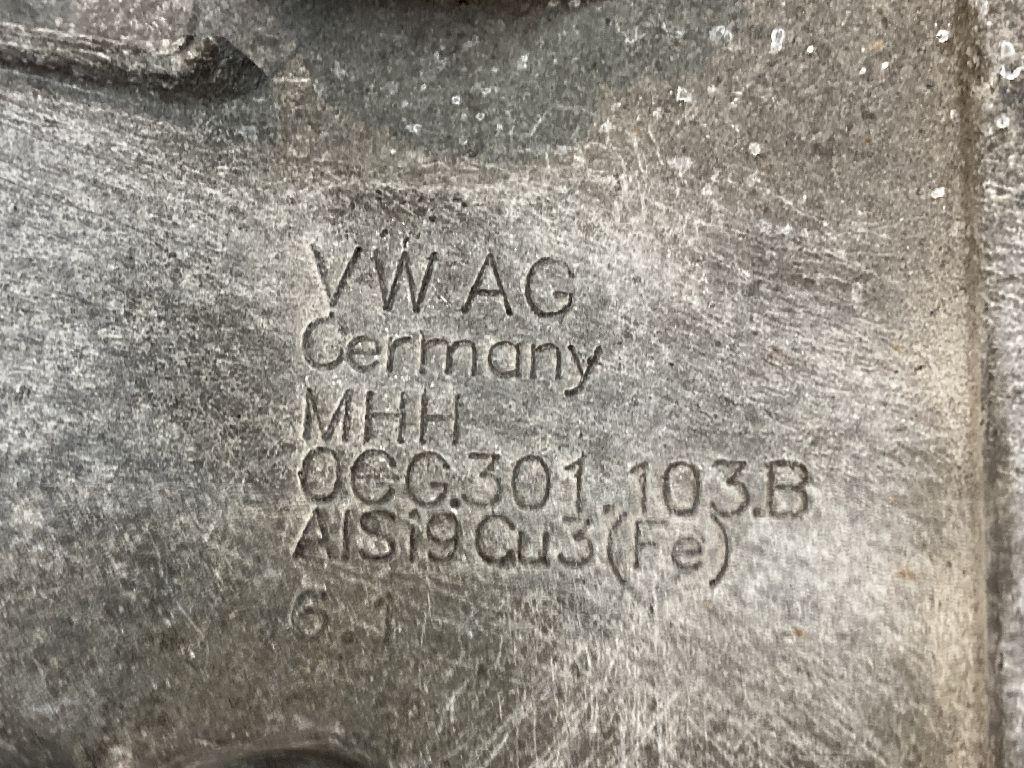 VW AG
Germany
MHH
0CG.301.103.B
AlSi9Cu3(Fe)
6.1